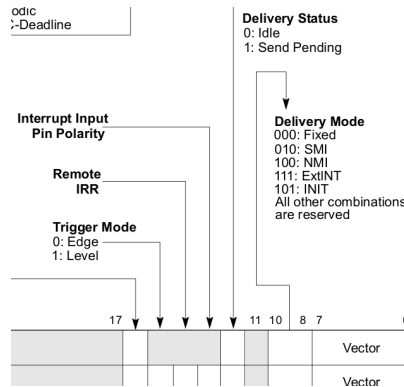 C-Deadline
Delivery Status
0: Idle
1: Send Pending
Interrupt Input
Pin Polarity
Delivery Mode
000: Fixed
010: SMI
100: NMI
111: ExtINT
101: INIT
All other combinations
are reserved
Remote
IRR
Trigger Mode
0: Edge
1: Level
17 11 10 8 7
Vector
Vector